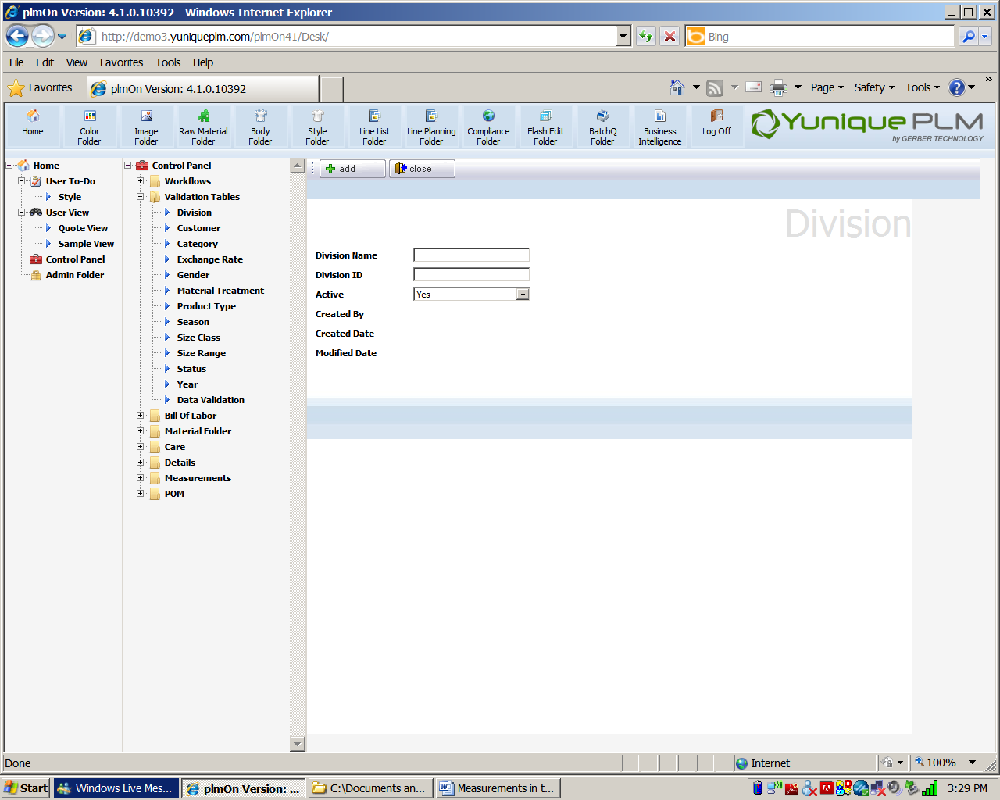 plmOn Version: 4.1.0.10392 - Windows Internet Explorer
http://demo3.yuniqueplm.com/plmOn41/Desk/
Bing
File Edit View Favorites Tools Help
Favorites
plmOn Version: 4.1.0.10392
Page Safety Tools
»
Home
Color Folder
Image Folder
Raw Material Folder
Body Folder
Style Folder
Line List Folder
Line Planning Folder
Compliance Folder
Flash Edit Folder
BatchQ Folder
Business Intelligence
Log Off
Yunique PLM
by GERBER TECHNOLOGY
Home
User To-Do
Style
User View
Quote View
Sample View
Control Panel
Admin Folder
Control Panel
Workflows
Validation Tables
Division
Customer
Category
Exchange Rate
Gender
Material Treatment
Product Type
Season
Size Class
Size Range
Status
Year
Data Validation
Bill Of Labor
Material Folder
Care
Details
Measurements
POM
add
close
Division
Division Name
Division ID
Active Yes
Created By
Created Date
Modified Date
Done
Internet
100%
Start
Windows Live Mes...
plmOn Version: ...
C:\Documents an...
Measurements in t...
3:29 PM